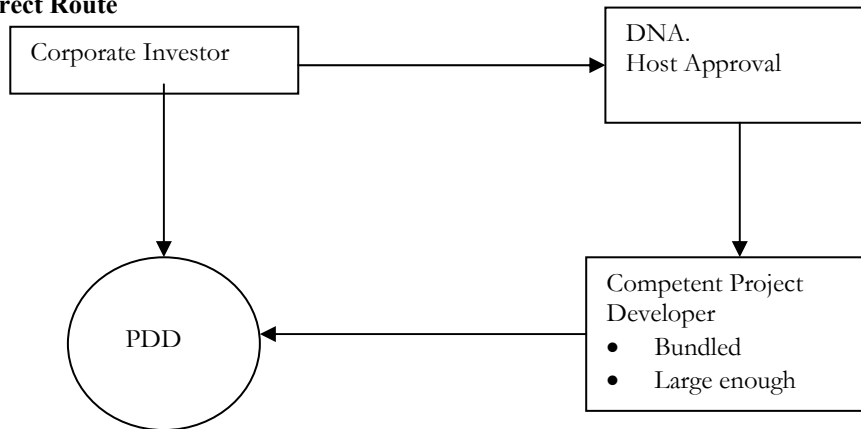 rect Route
Corporate Investor
DNA.
Host Approval
PDD
Competent Project
Developer
• Bundled
• Large enough